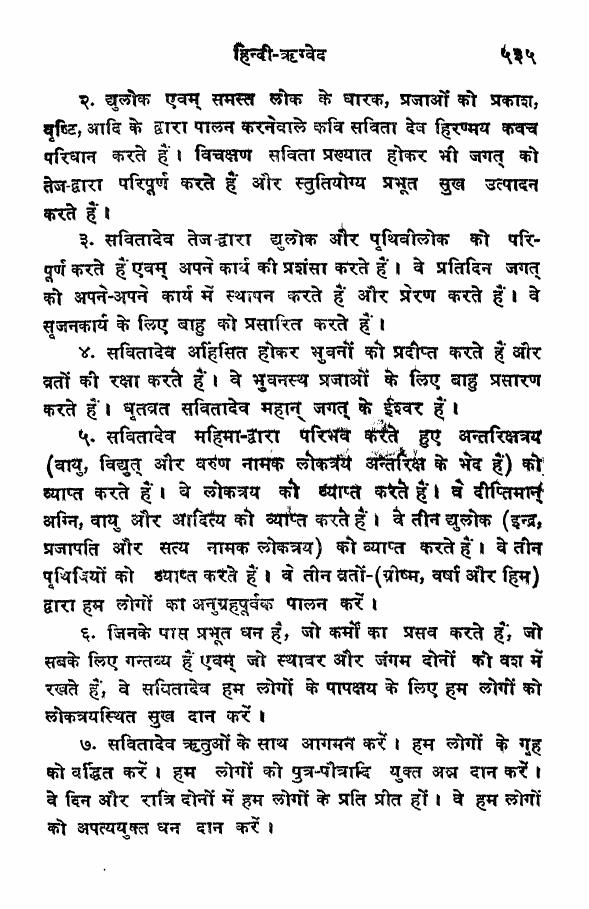 हिन्दी-ऋग्वेद ५३५
२. द्युलोक एवम् समस्त लोक के धारक, प्रजाओं को प्रकाश,
वृष्टि, आदि के द्वारा पालन करनेवाले कवि सविता देव हिरण्मय कवच
परिधान करते हैं। विचक्षण सविता प्रख्यात होकर भी जगत् को
तेज-द्वारा परिपूर्ण करते हैं और स्तुतियोग्य प्रभूत सुख उत्पादन
करते हैं।
३. सवितादेव तेज-द्वारा द्युलोक और पृथिवीलोक को परि-
पूर्ण करते हैं एवम् अपने कार्य की प्रशंसा करते हैं। वे प्रतिदिन जगत्
को अपने-अपने कार्य में स्थापन करते हैं और प्रेरण करते हैं। वे
सृजनकार्य के लिए बाहु को प्रसारित करते हैं।
४. सवितादेव अहिंसित होकर भुवनों को प्रदीप्त करते हैं और
व्रतों की रक्षा करते हैं। वे भुवनस्थ प्रजाओं के लिए बाहु प्रसारण
करते हैं। धृतव्रत सवितादेव महान् जगत् के ईश्वर हैं।
५. सवितादेव महिमा-द्वारा परिभव करते हुए अन्तरिक्षत्रय
(वायु, विद्युत् और वरुण नामक लोकत्रय अन्तरिक्ष के भेद हैं) को
व्याप्त करते हैं। वे लोकत्रय को व्याप्त करते हैं। वे दीप्तिमान्
अग्नि, वायु और आदित्य को व्याप्त करते हैं। वे तीन द्युलोक (इन्द्र,
प्रजापति और सत्य नामक लोकत्रय) को व्याप्त करते हैं। वे तीन
पृथिवियों को व्याप्त करते हैं। वे तीन व्रतों-(ग्रीष्म, वर्षा और हिम)
द्वारा हम लोगों का अनुग्रहपूर्वक पालन करें।
६. जिनके पास प्रभूत धन है, जो कर्मों का प्रसव करते हैं, जो
सबके लिए गन्तव्य हैं एवम् जो स्थावर और जंगम दोनों को वश में
रखते हैं, वे सवितादेव हम लोगों के पापक्षय के लिए हम लोगों को
लोकत्रयस्थित सुख दान करें।
७. सवितादेव ऋतुओं के साथ आगमन करें। हम लोगों के गृह
को वर्द्धित करें। हम लोगों को पुत्र-पौत्रादि युक्त अन्न दान करें।
वे दिन और रात्रि दोनों में हम लोगों के प्रति प्रीत हों। वे हम लोगों
को अपत्ययुक्त धन दान करें।